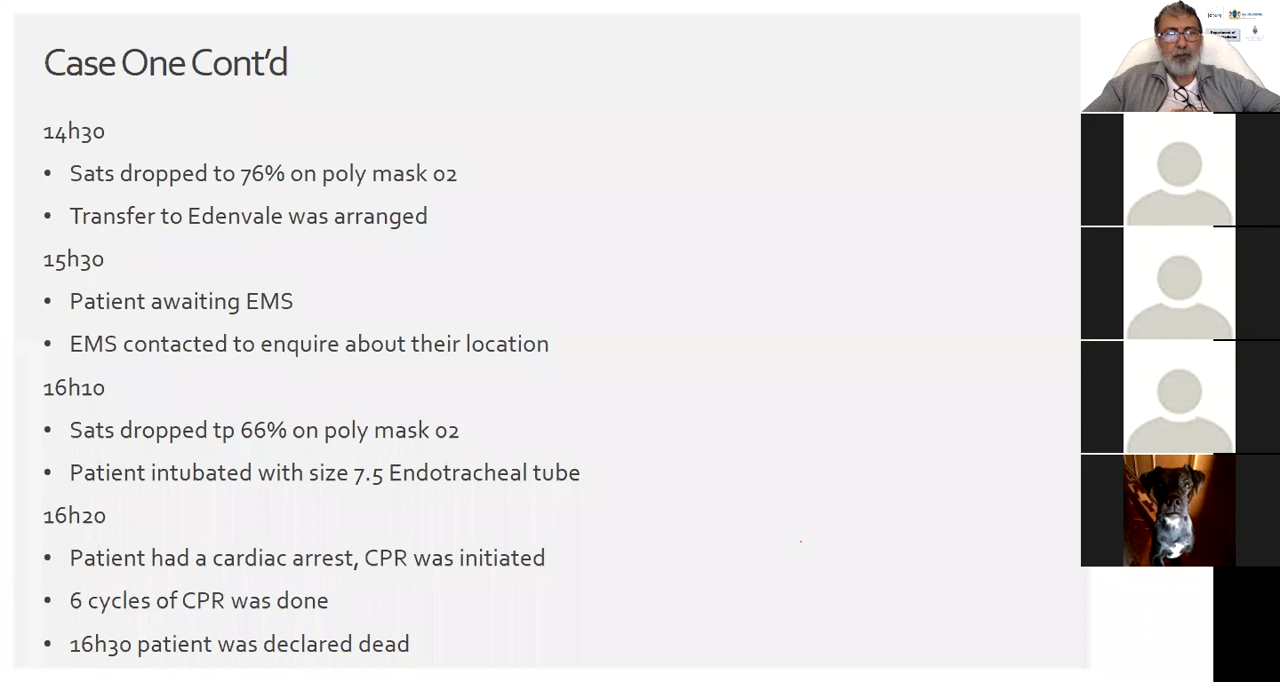 Case One Cont'd
14h30
• Sats dropped to 76% on poly mask o2
• Transfer to Edenvale was arranged
15h30
• Patient awaiting EMS
• EMS contacted to enquire about their location
16h10
• Sats dropped tp 66% on poly mask o2
• Patient intubated with size 7.5 Endotracheal tube
16h20
• Patient had a cardiac arrest, CPR was initiated
• 6 cycles of CPR was done
• 16h30 patient was declared dead